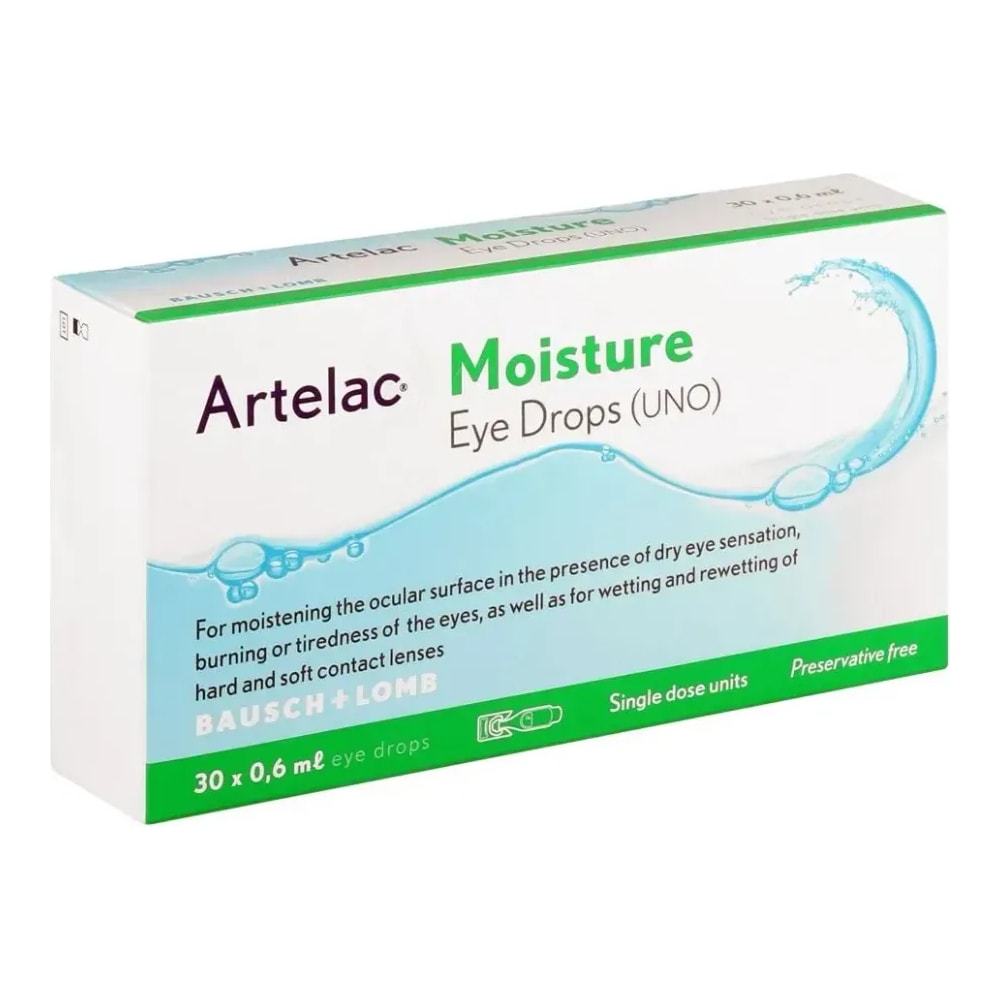 Artelac Moisture
Eye Drops (UNO)
30 x 0,6 ml
BAUSCH + LOMB
LOT
Artelac® Moisture
Eye Drops (UNO)
For moistening the ocular surface in the presence of dry eye sensation,
burning or tiredness of the eyes, as well as for wetting and rewetting of
hard and soft contact lenses
BAUSCH + LOMB
30 x 0,6 ml eye drops
Single dose units
Preservative free